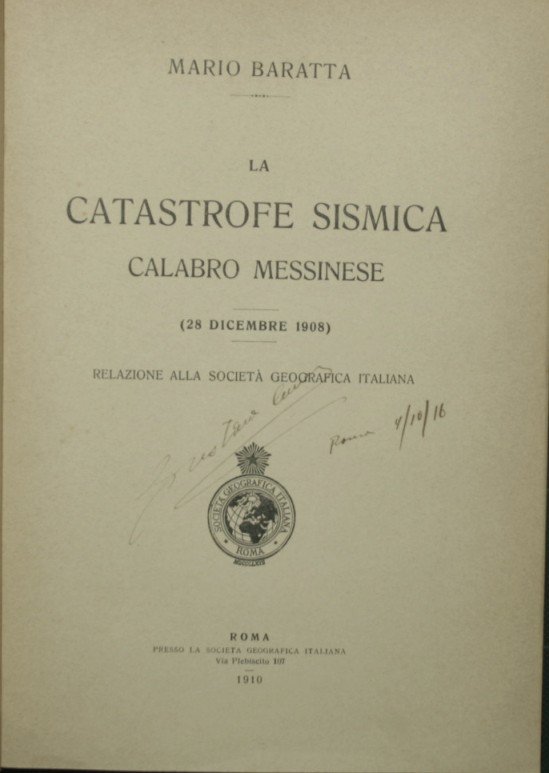 MARIO BARATTA
LA
CATASTROFE SISMICA
CALABRO MESSINESE
(28 DICEMBRE 1908)
RELAZIONE ALLA SOCIETÀ GEOGRAFICA ITALIANA
Roma 4/10/16
SOCIETÀ GEOGRAFICA ITALIANA
ROMA
ROMA
PRESSO LA SOCIETÀ GEOGRAFICA ITALIANA
Via Plebiscito 107
1910